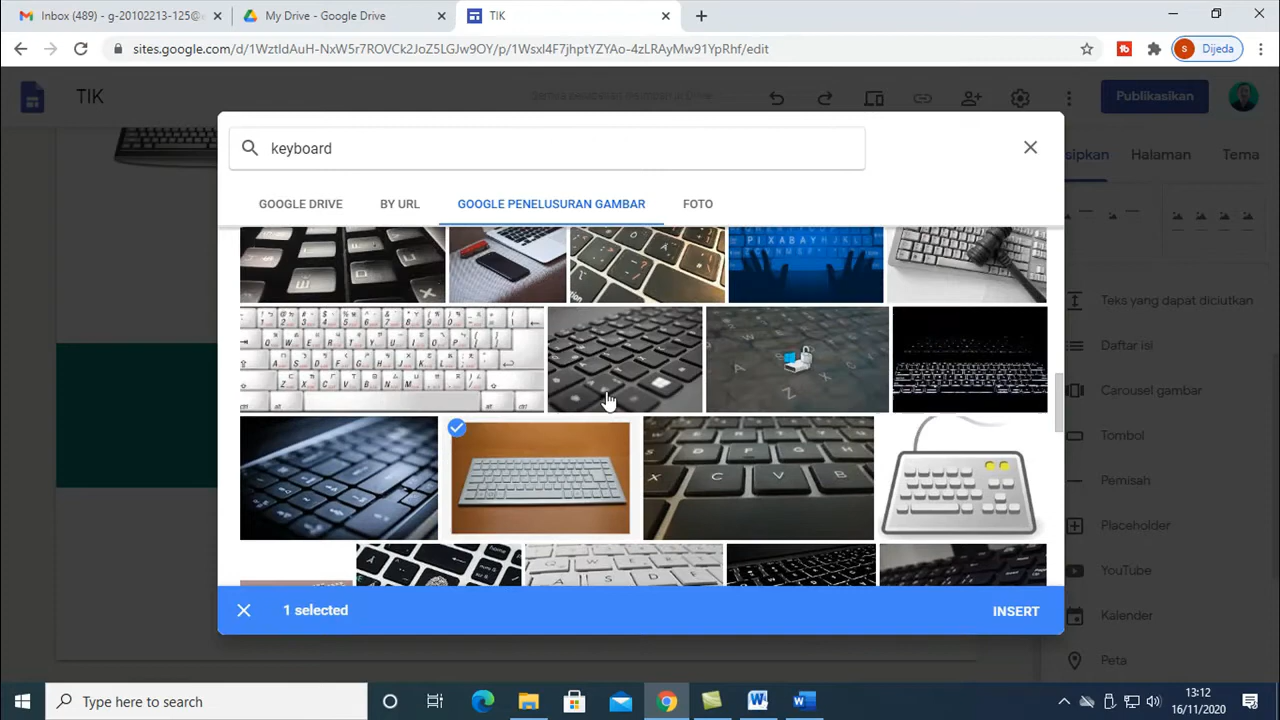 Inbox (489) - g-20102213-125@
My Drive - Google Drive
TIK
sites.google.com/d/1WztIdAuH-NxW5r7ROVCk2JoZ5LGJw9OY/p/1Wsxl4F7jhptYZYAo-4zLRAyMw91YpRhf/edit
Dijeda
TIK
Publikasikan
keyboard
GOOGLE DRIVE
BY URL
GOOGLE PENELUSURAN GAMBAR
FOTO
sipkan
Halaman
Tema
PIXABAY
Teks yang dapat diciutkan
Daftar isi
Carousel gambar
Tombol
Pemisah
Placeholder
YouTube
Kalender
Peta
1 selected
INSERT
Type here to search
13:12
16/11/2020